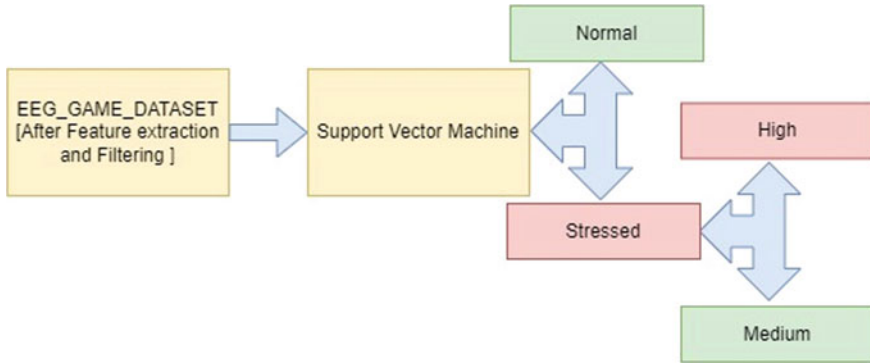 Normal
EEG_GAME_DATASET
[After Feature extraction
and Filtering ]
Support Vector Machine
High
Stressed
Medium